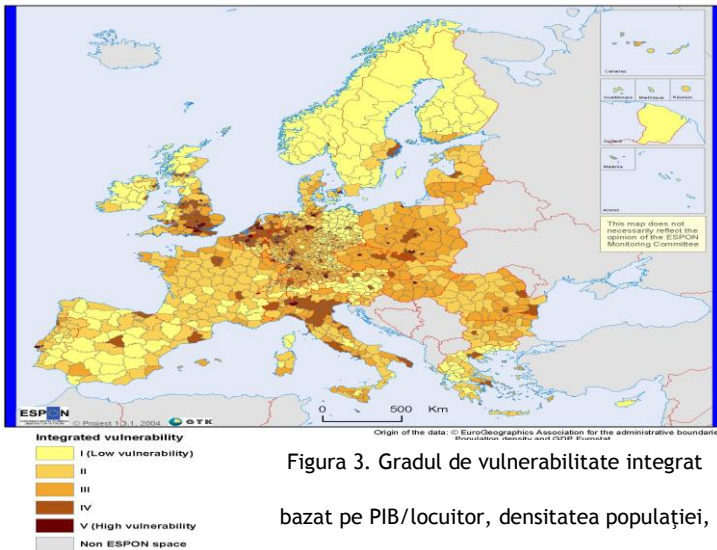 Canarias
Guadeloupe Martinique Réunion
Guyane
Madeira
Acores
This map does not
necessarily reflect the
opinion of the ESPON
Monitoring Committee
ESPON
© Project 1.3.1, 2004 GTK
0 500 Km
Origin of the data: © EuroGeographics Association for the administrative boundarie
Population density and GDP Eurostat
Integrated vulnerability
I (Low vulnerability)
II
III
IV
V (High vulnerability
Non ESPON space
Figura 3. Gradul de vulnerabilitate integrat
bazat pe PIB/locuitor, densitatea populației,